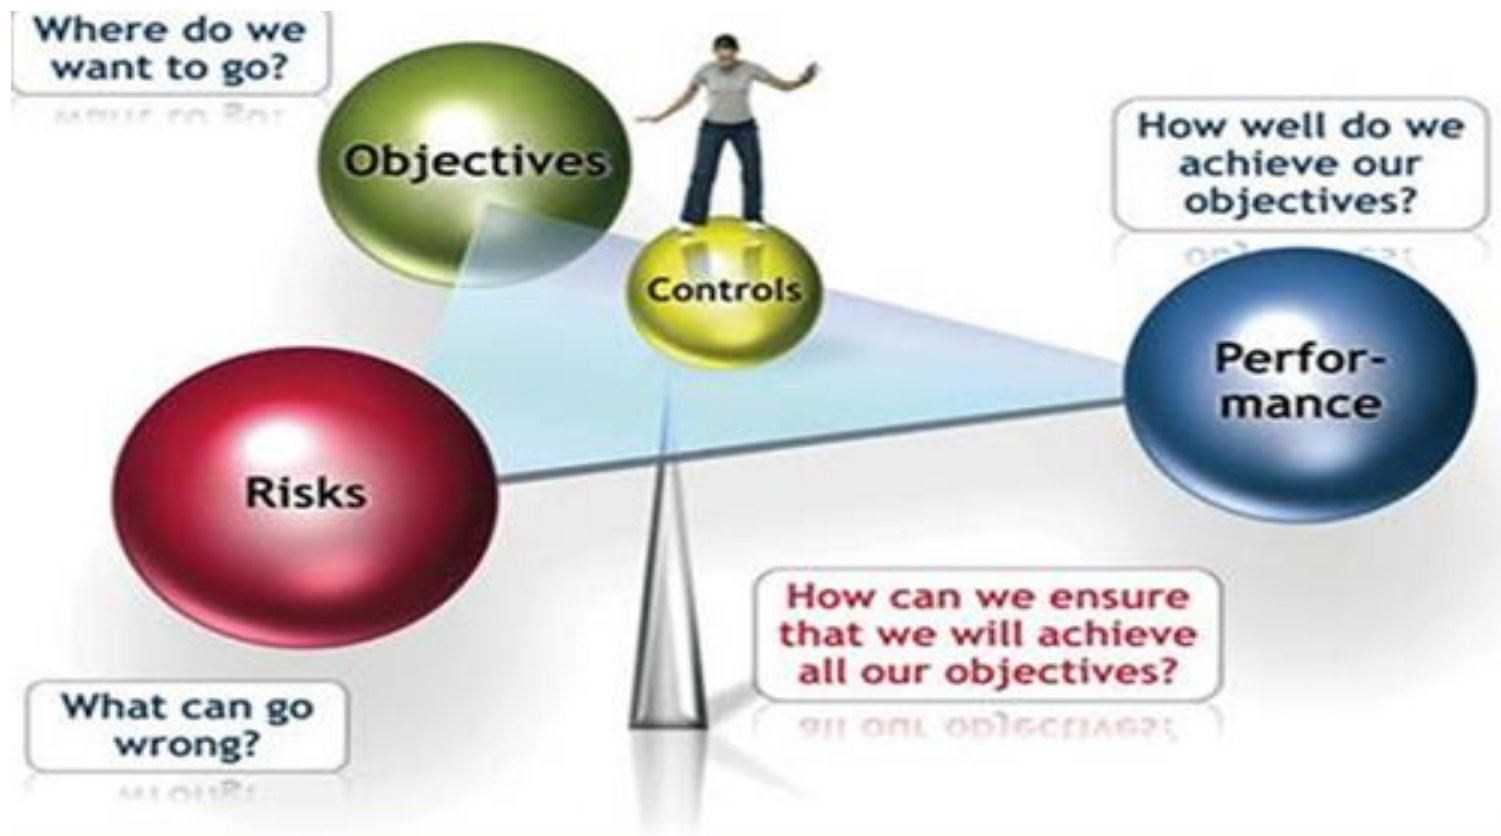 Where do we
want to go?
Objectives
Controls
How well do we
achieve our
objectives?
Perfor-
mance
Risks
How can we ensure
that we will achieve
all our objectives?
What can go
wrong?